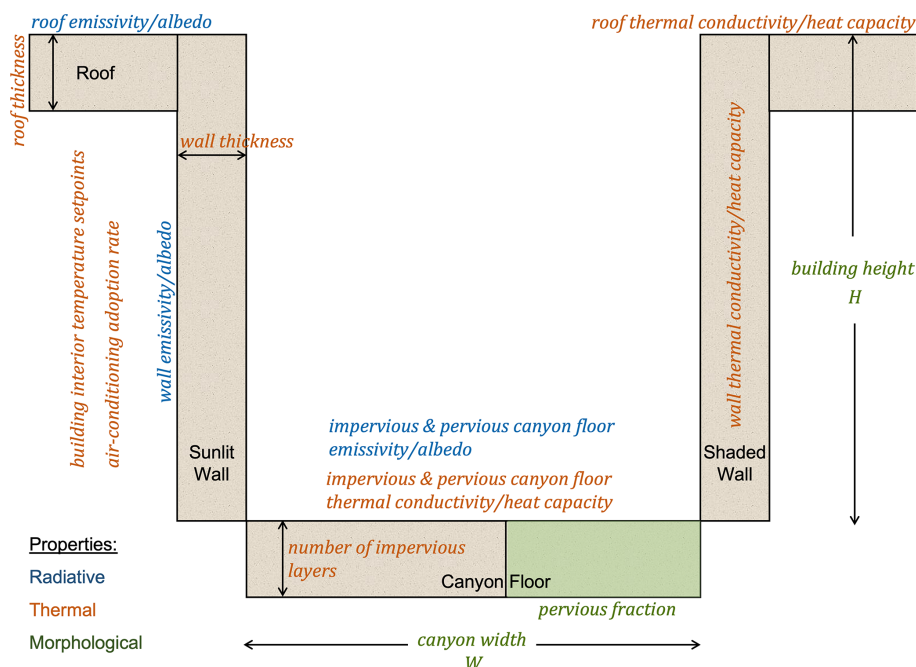 roof emissivity/albedo
roof thermal conductivity/heat capacity
roof thickness
Roof
wall thickness
building interior temperature setpoints
air-conditioning adoption rate
wall emissivity/albedo
wall thermal conductivity/heat capacity
building height
H
impervious & pervious canyon floor
emissivity/albedo
Sunlit
Wall
Shaded
Wall
impervious & pervious canyon floor
thermal conductivity/heat capacity
number of impervious
layers
Canyon Floor
pervious fraction
canyon width
W
Properties:
Radiative
Thermal
Morphological